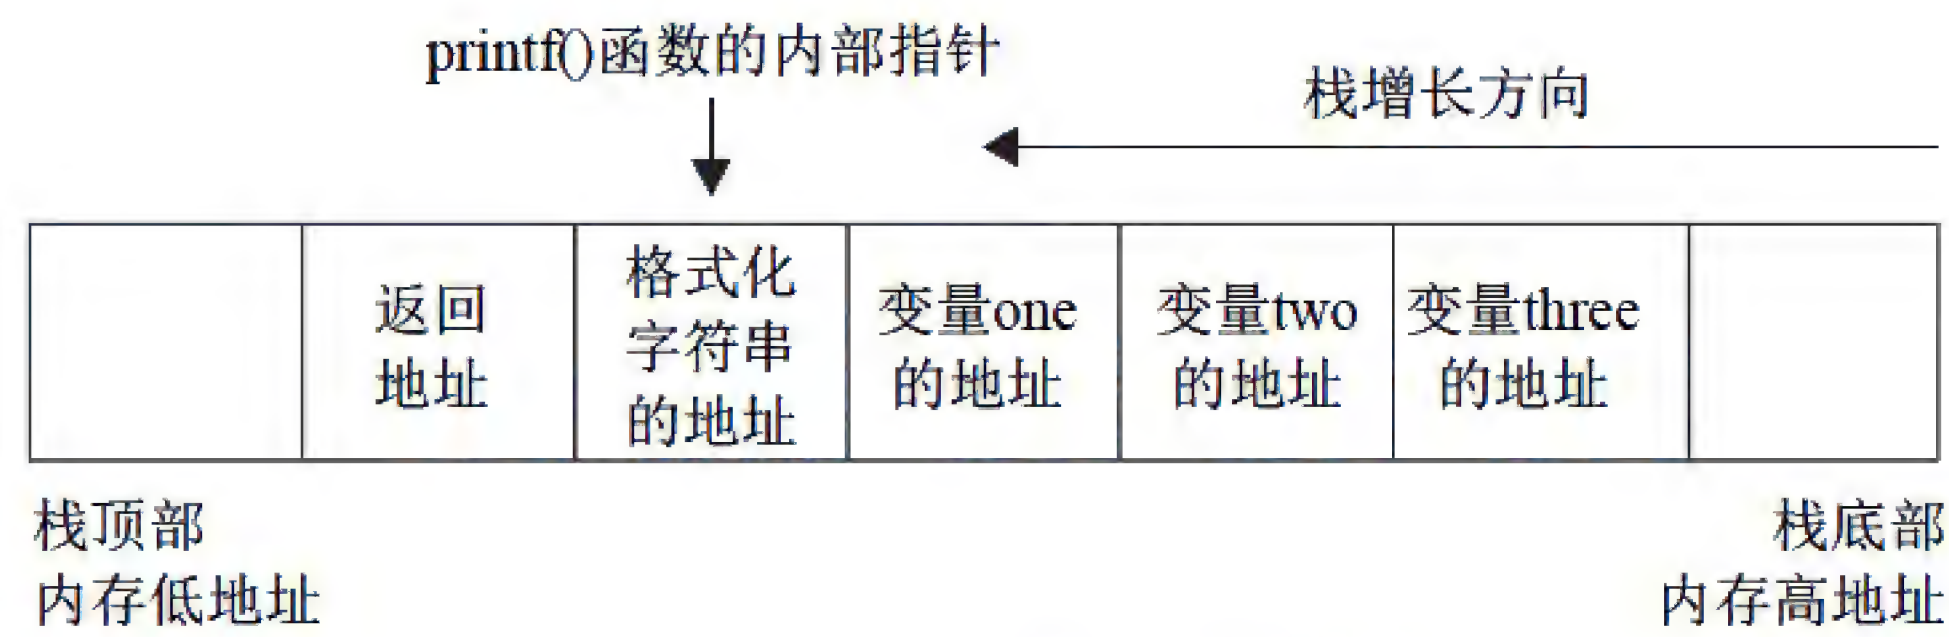 printf()函数的内部指针
栈增长方向
返回
地址
格式化
字符串
的地址
变量one
的地址
变量two
的地址
变量three
的地址
栈顶部
内存低地址
栈底部
内存高地址